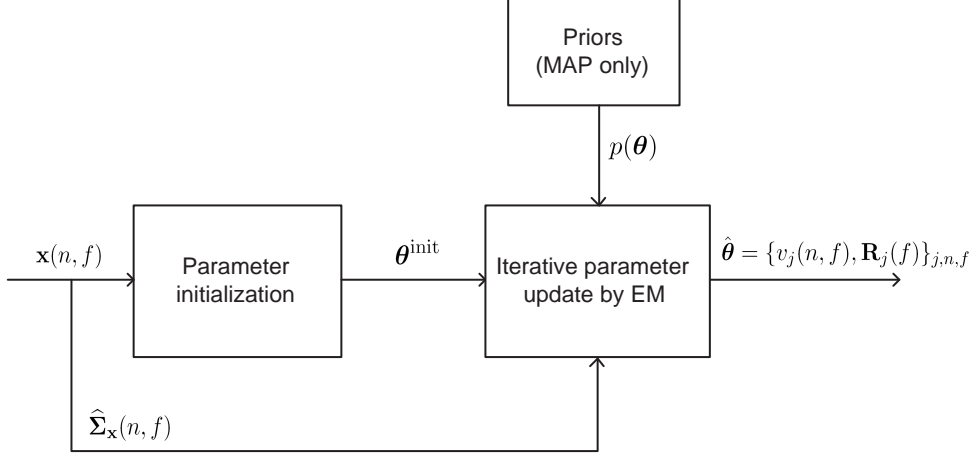 Priors
(MAP only)
p(𝜽)
𝐱(n, f)
Parameter
initialization
𝜽^init
Iterative parameter
update by EM
𝜽̂ = {v_j(n, f), 𝐑_j(f)}_{j,n,f}
𝚺̂_𝐱(n, f)